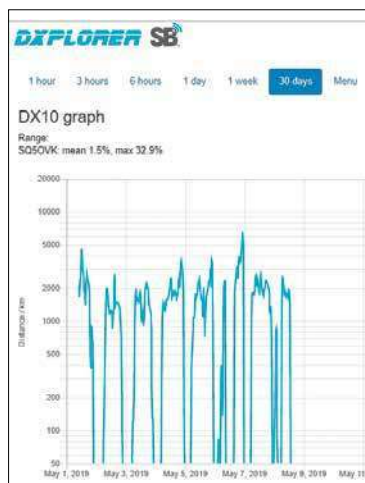 DXPLORER SB
1 hour 3 hours 6 hours 1 day 1 week 30 days Menu
DX10 graph
Range:
SQ5OVK: mean 1.5%, max 32.9%
20000
10000
5000
2000
1000
500
200
100
50
Distance / km
May 1, 2019 May 3, 2019 May 5, 2019 May 7, 2019 May 9, 2019 May